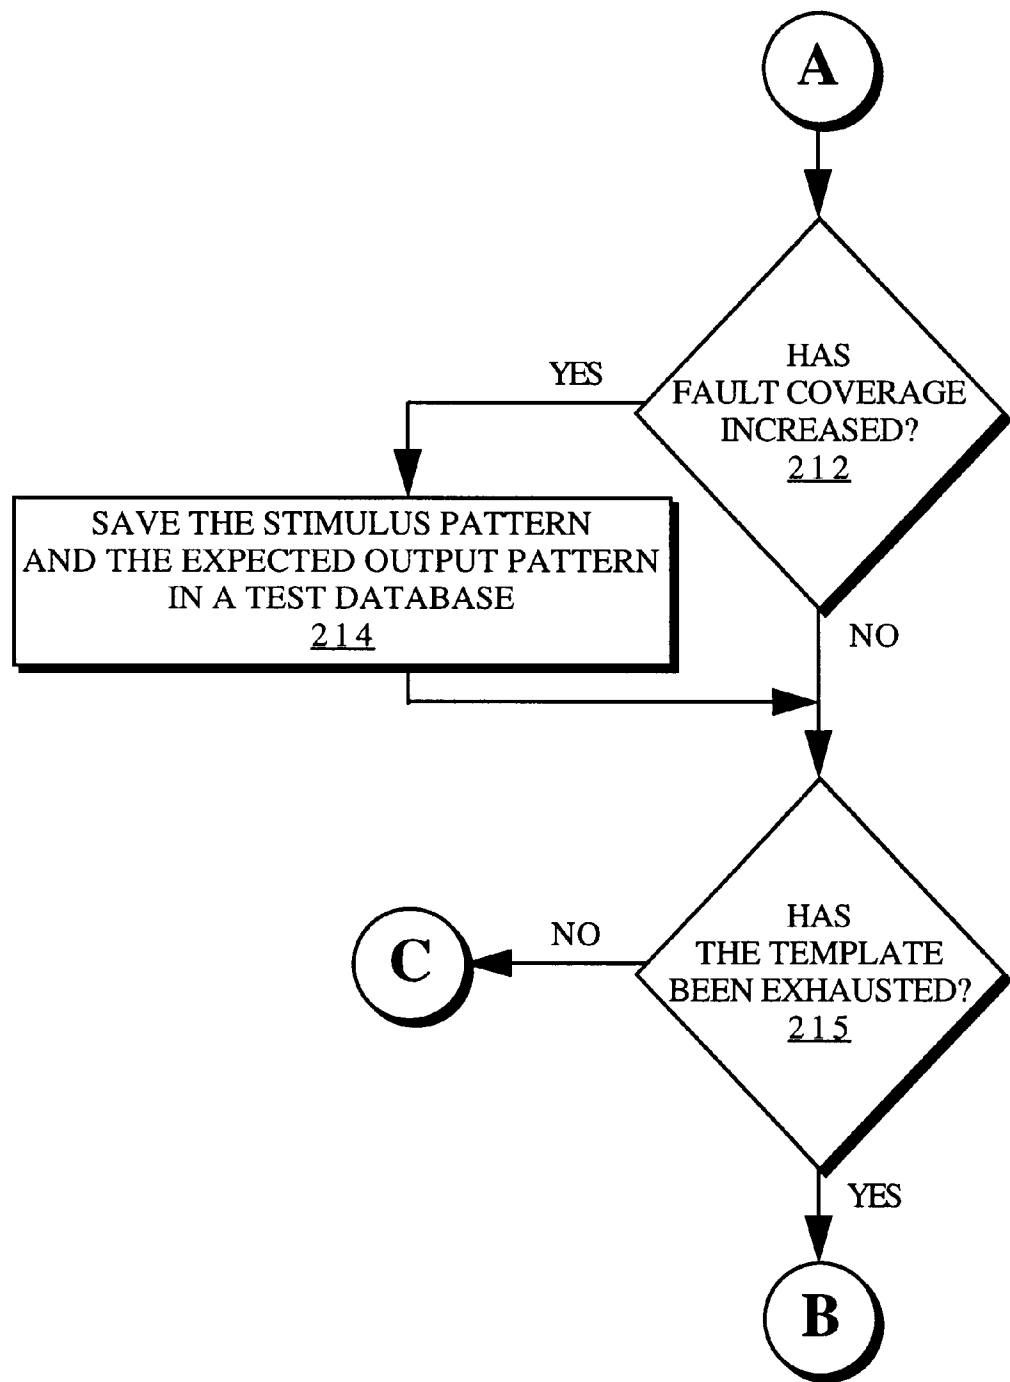 A
HAS
FAULT COVERAGE
INCREASED?
212
YES
SAVE THE STIMULUS PATTERN
AND THE EXPECTED OUTPUT PATTERN
IN A TEST DATABASE
214
NO
HAS
THE TEMPLATE
BEEN EXHAUSTED?
215
NO
C
YES
B